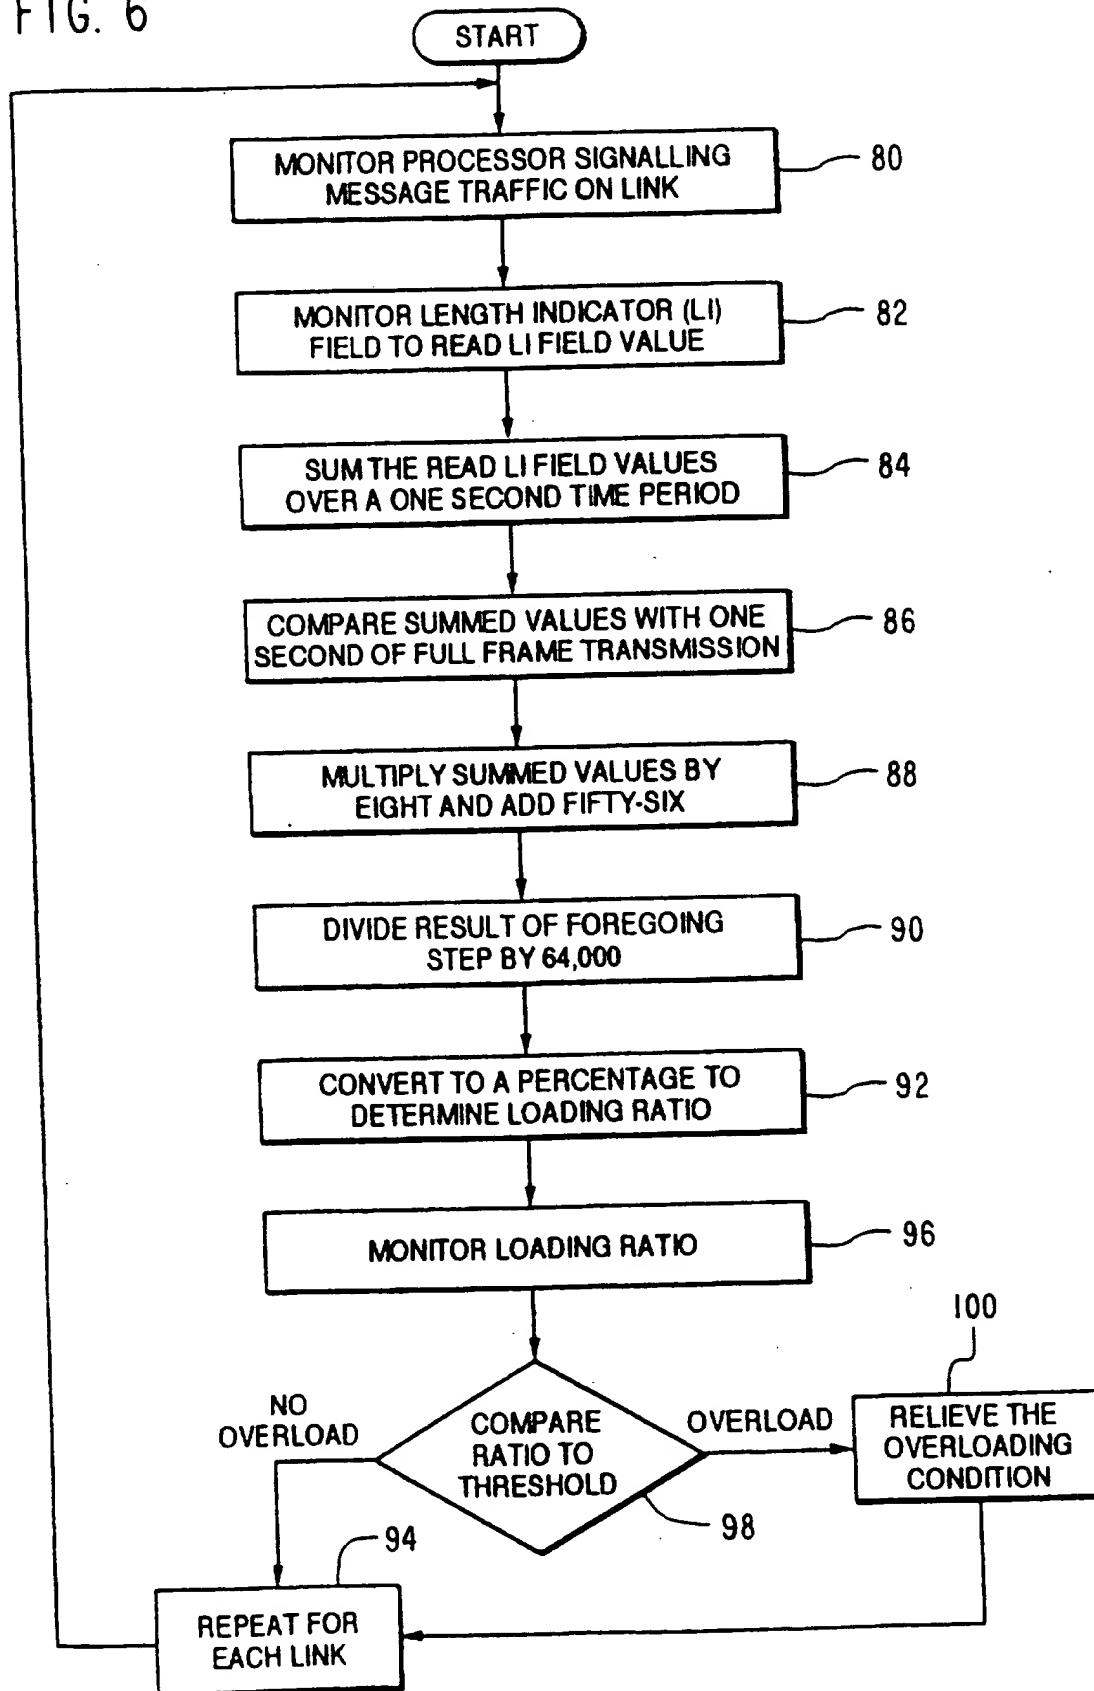 FIG. 6
START
MONITOR PROCESSOR SIGNALLING
MESSAGE TRAFFIC ON LINK
80
MONITOR LENGTH INDICATOR (LI)
FIELD TO READ LI FIELD VALUE
82
SUM THE READ LI FIELD VALUES
OVER A ONE SECOND TIME PERIOD
84
COMPARE SUMMED VALUES WITH ONE
SECOND OF FULL FRAME TRANSMISSION
86
MULTIPLY SUMMED VALUES BY
EIGHT AND ADD FIFTY-SIX
88
DIVIDE RESULT OF FOREGOING
STEP BY 64,000
90
CONVERT TO A PERCENTAGE TO
DETERMINE LOADING RATIO
92
MONITOR LOADING RATIO
96
COMPARE
RATIO TO
THRESHOLD
98
NO
OVERLOAD
OVERLOAD
100
RELIEVE THE
OVERLOADING
CONDITION
94
REPEAT FOR
EACH LINK